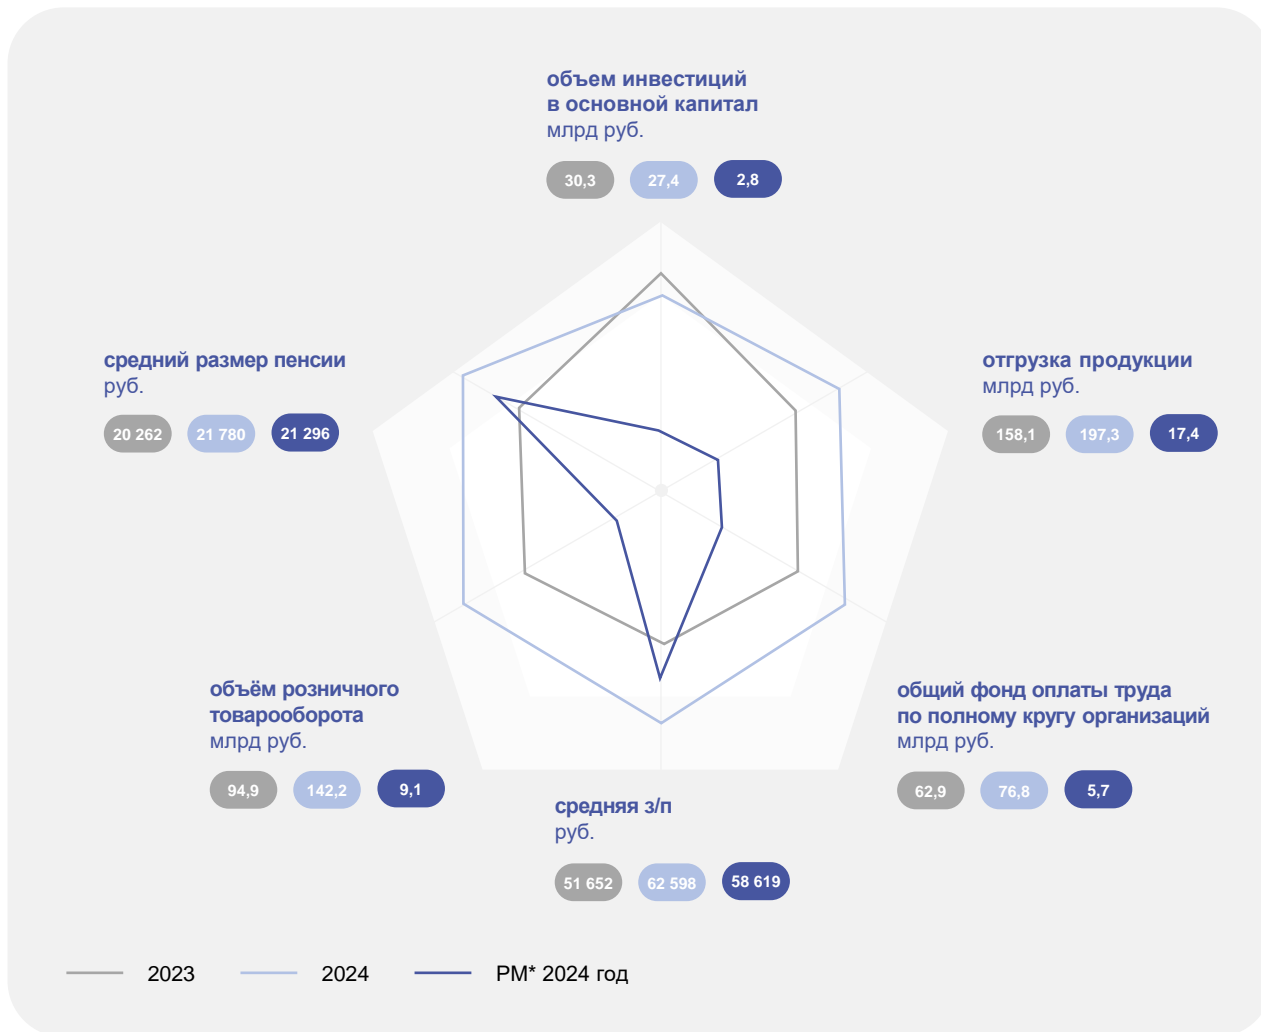 объем инвестиций
в основной капитал
млрд руб.
30,3 27,4 2,8
средний размер пенсии
руб.
20 262 21 780 21 296
отгрузка продукции
млрд руб.
158,1 197,3 17,4
объём розничного
товарооборота
млрд руб.
94,9 142,2 9,1
общий фонд оплаты труда
по полному кругу организаций
млрд руб.
62,9 76,8 5,7
средняя з/п
руб.
51 652 62 598 58 619
2023 2024 РМ* 2024 год